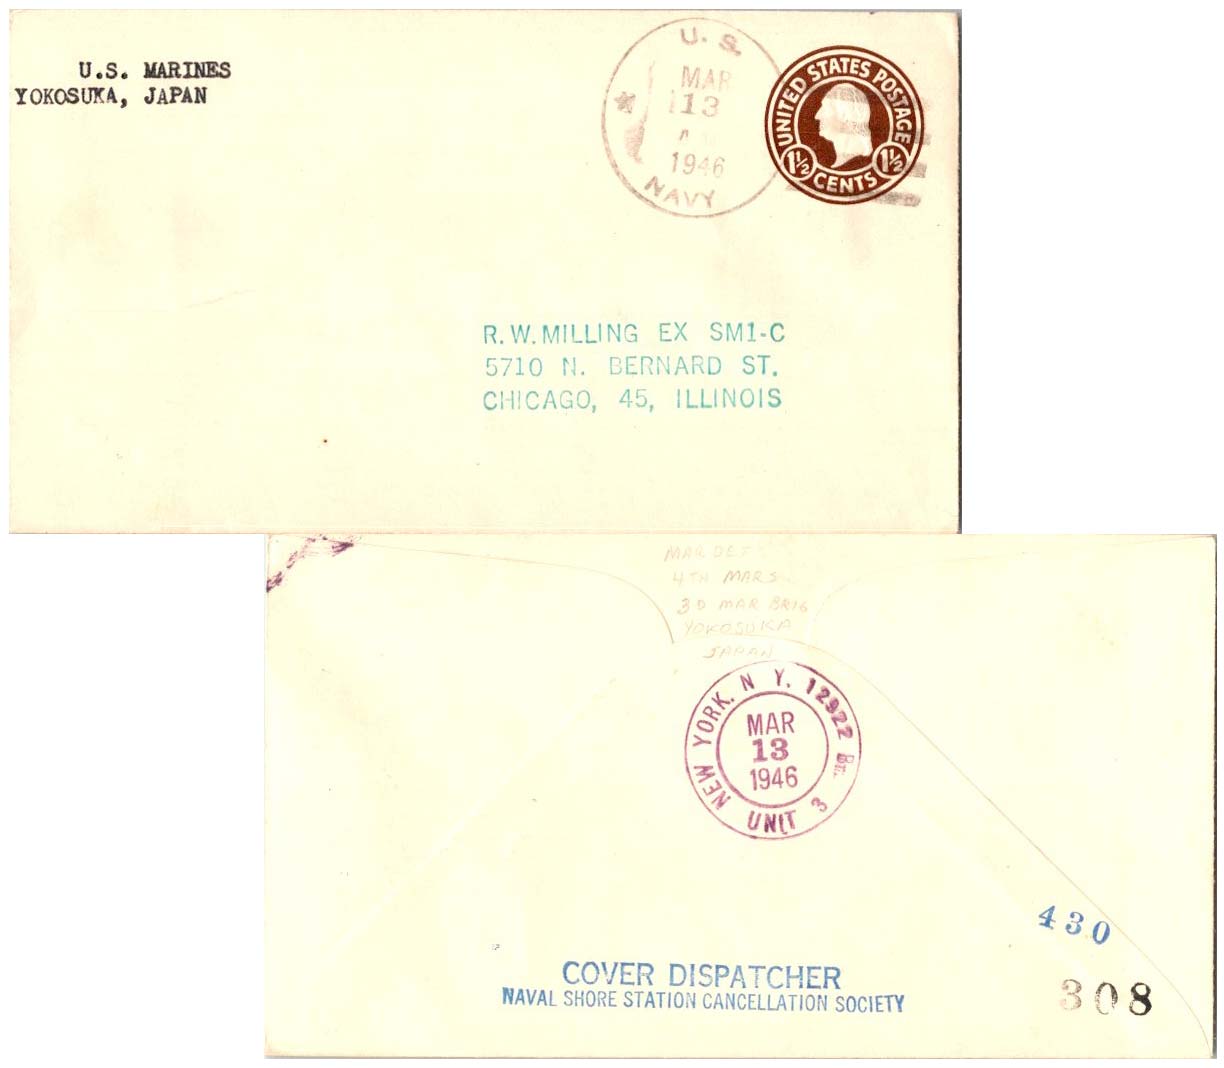 U.S. MARINES
YOKOSUKA, JAPAN
U.S.
MAR
13
1946
NAVY
UNITED STATES POSTAGE
1½ 1½
CENTS
R.W.MILLING EX SM1-C
5710 N. BERNARD ST.
CHICAGO, 45, ILLINOIS
MAR DET
4TH MARS
3D MAR BRIG
YOKOSUKA
JAPAN
NEW YORK. N Y. 12922 Br.
MAR
13
1946
UNIT 3
430
COVER DISPATCHER
NAVAL SHORE STATION CANCELLATION SOCIETY
308